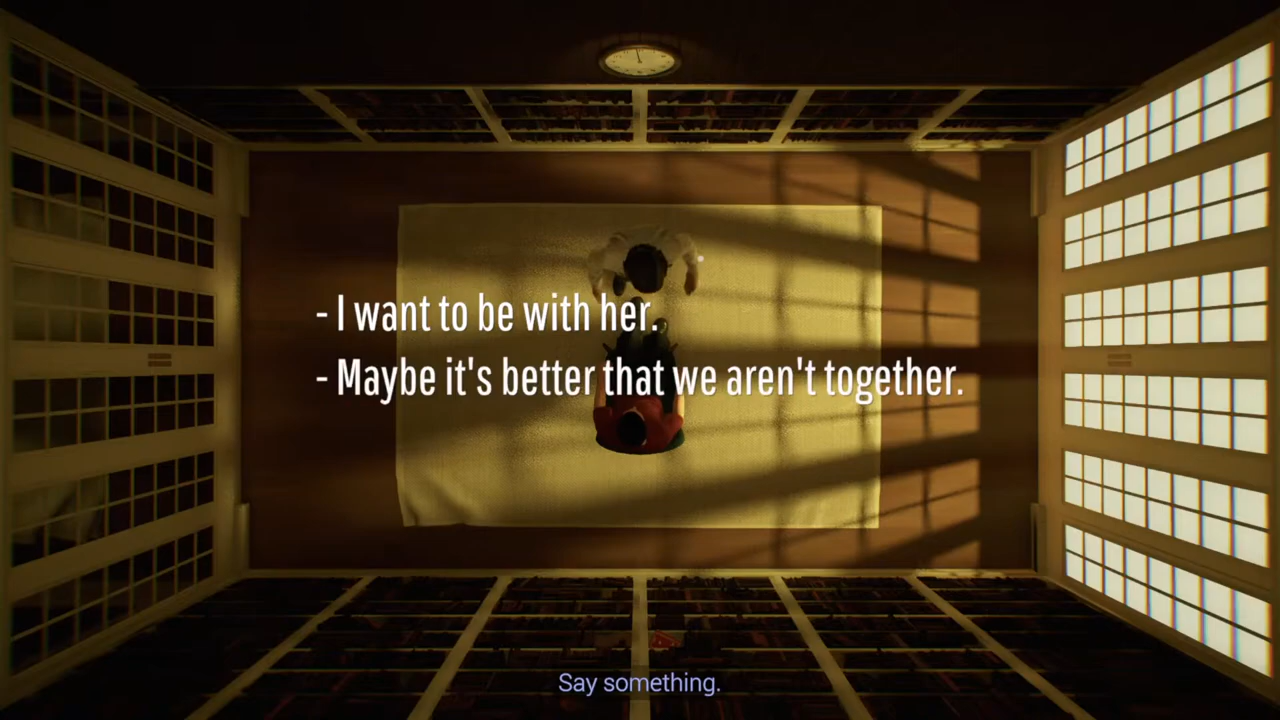 - I want to be with her.
- Maybe it's better that we aren't together.
Say something.